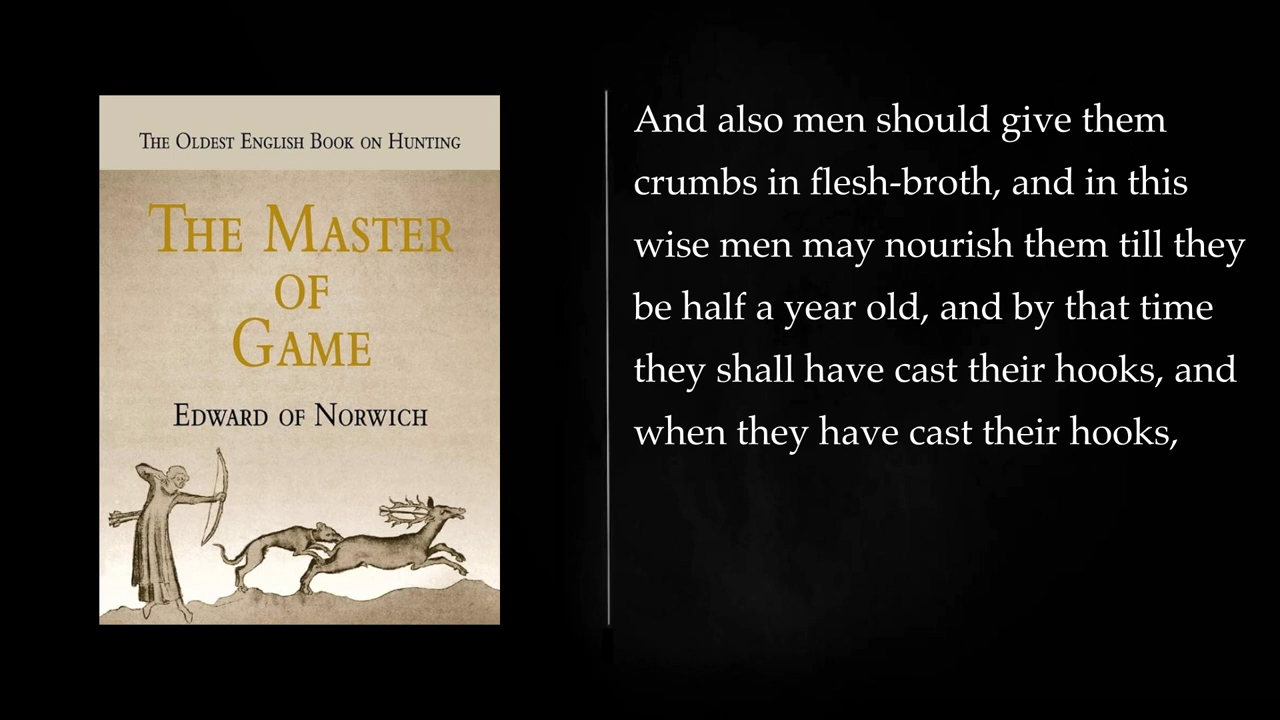 The Oldest English Book on Hunting
The Master
of
Game
Edward of Norwich
And also men should give them
crumbs in flesh-broth, and in this
wise men may nourish them till they
be half a year old, and by that time
they shall have cast their hooks, and
when they have cast their hooks,